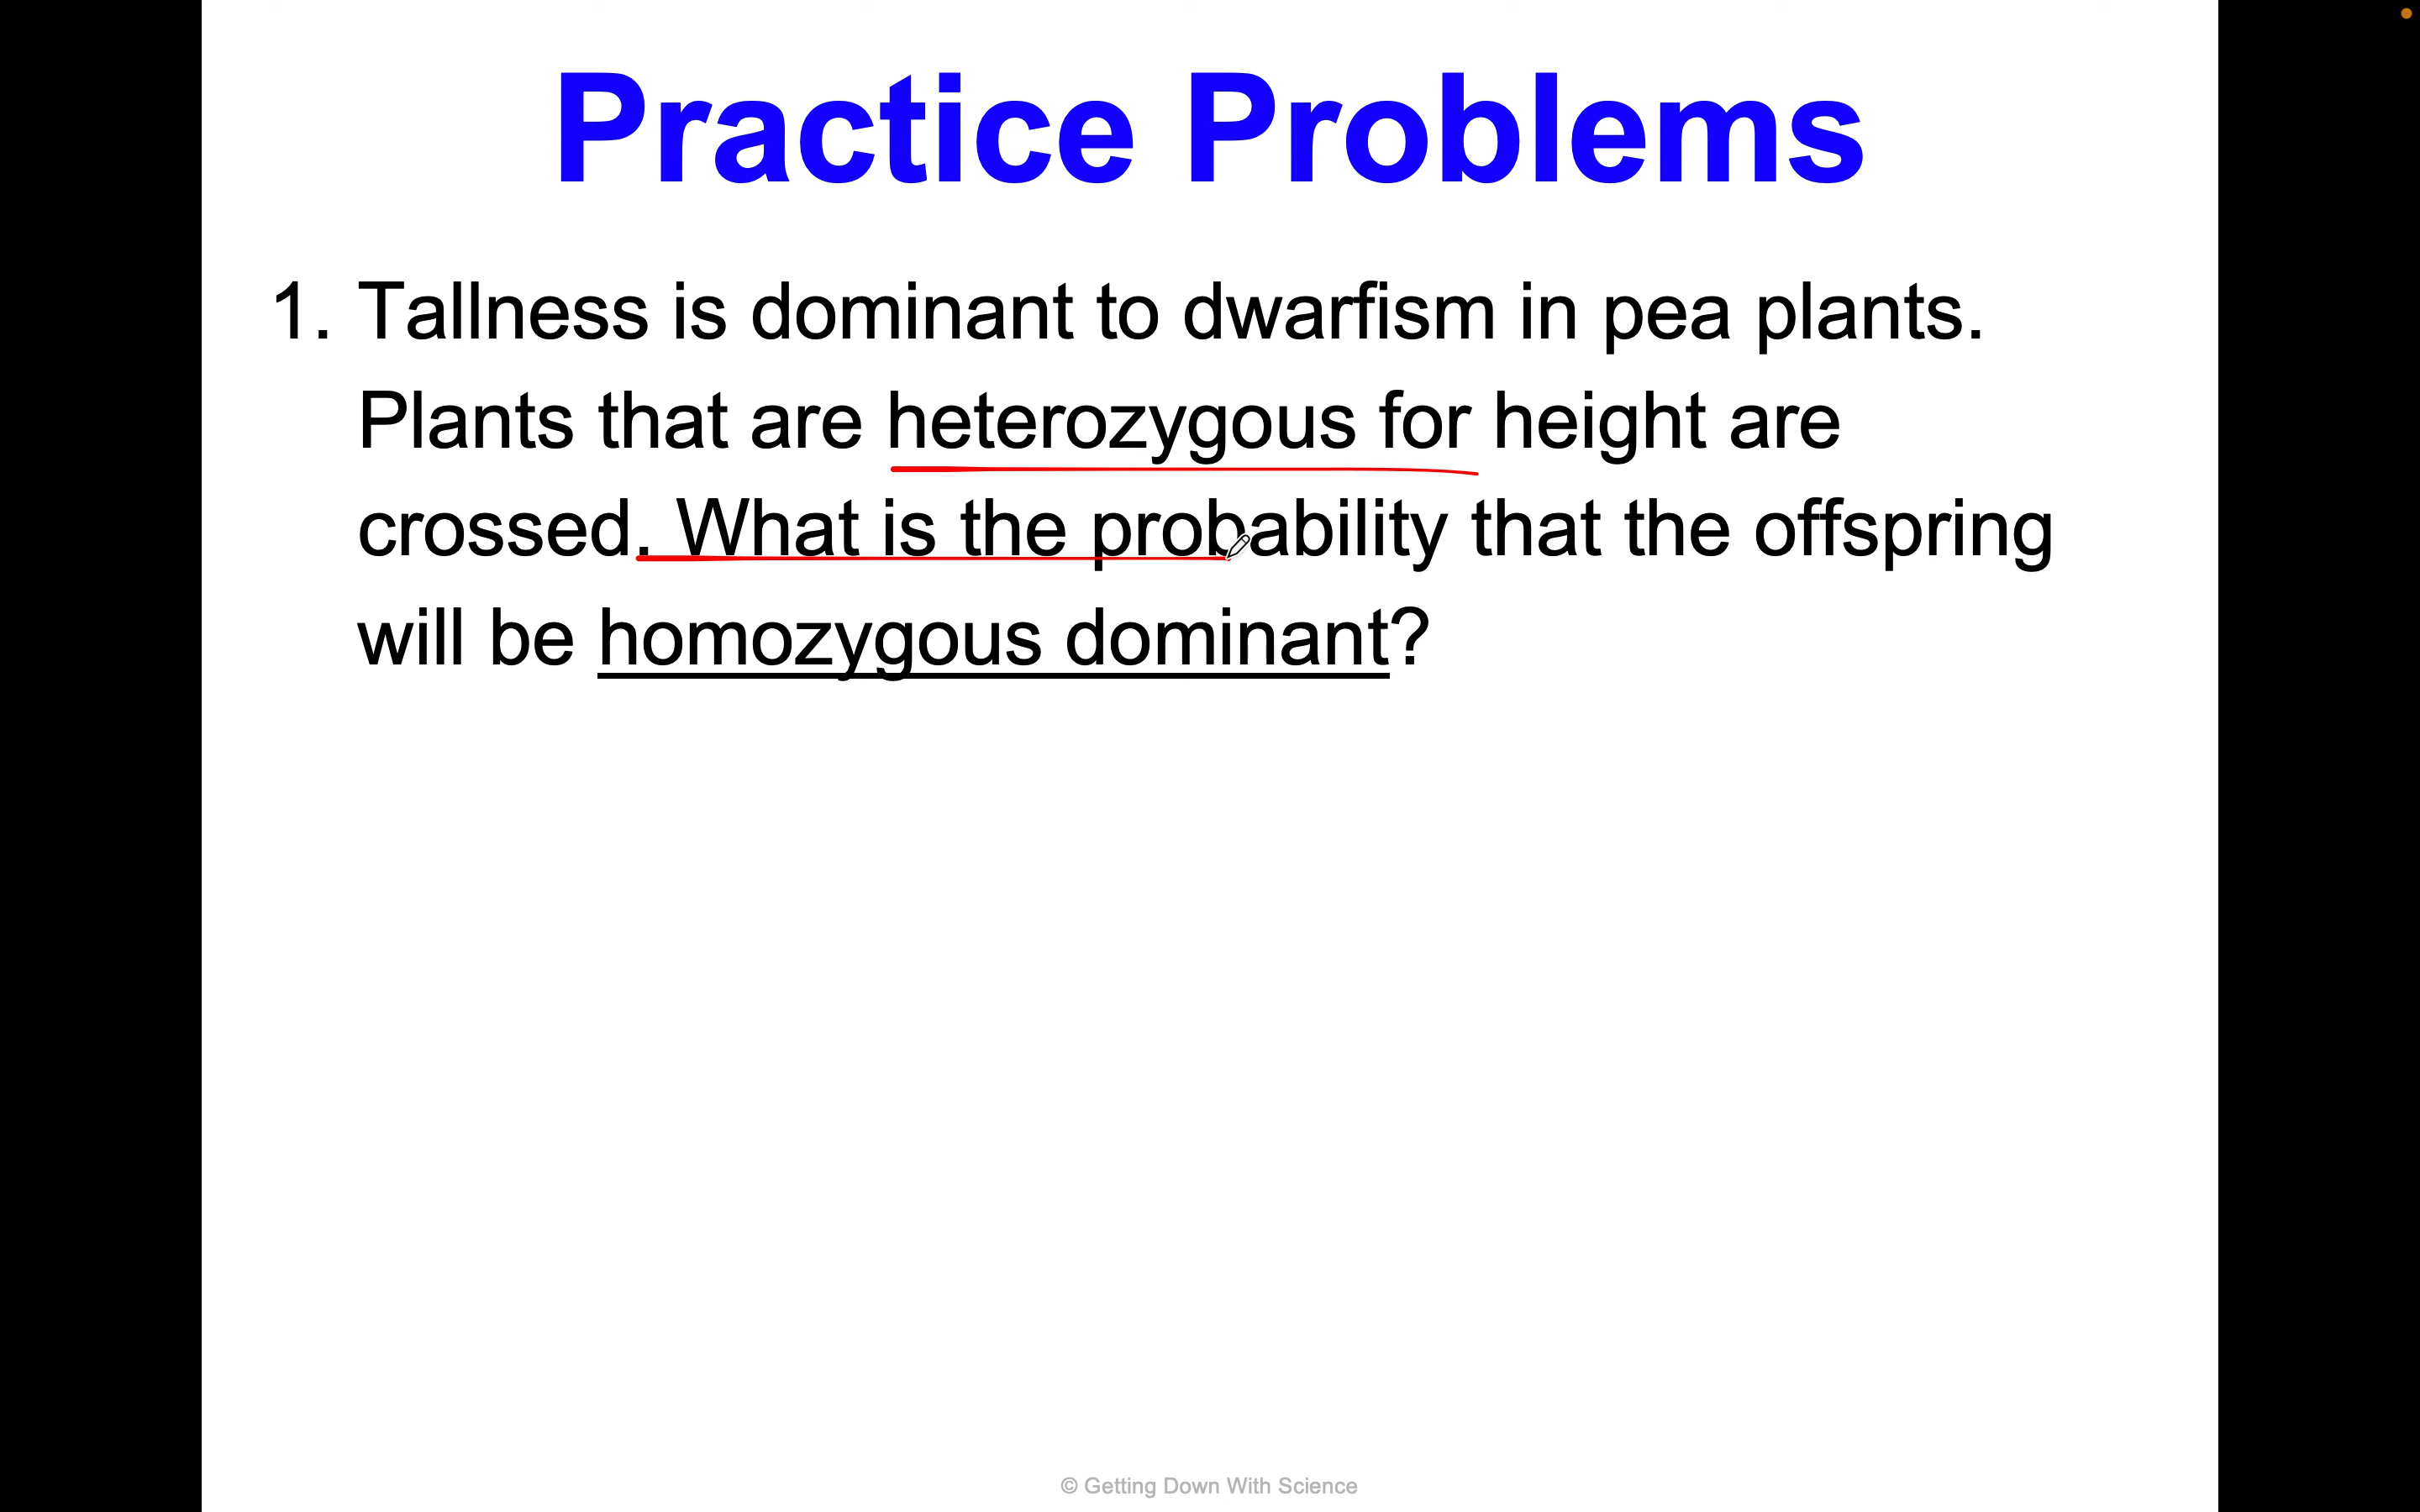 Practice Problems
1. Tallness is dominant to dwarfism in pea plants.
Plants that are heterozygous for height are
crossed. What is the probability that the offspring
will be homozygous dominant?
© Getting Down With Science